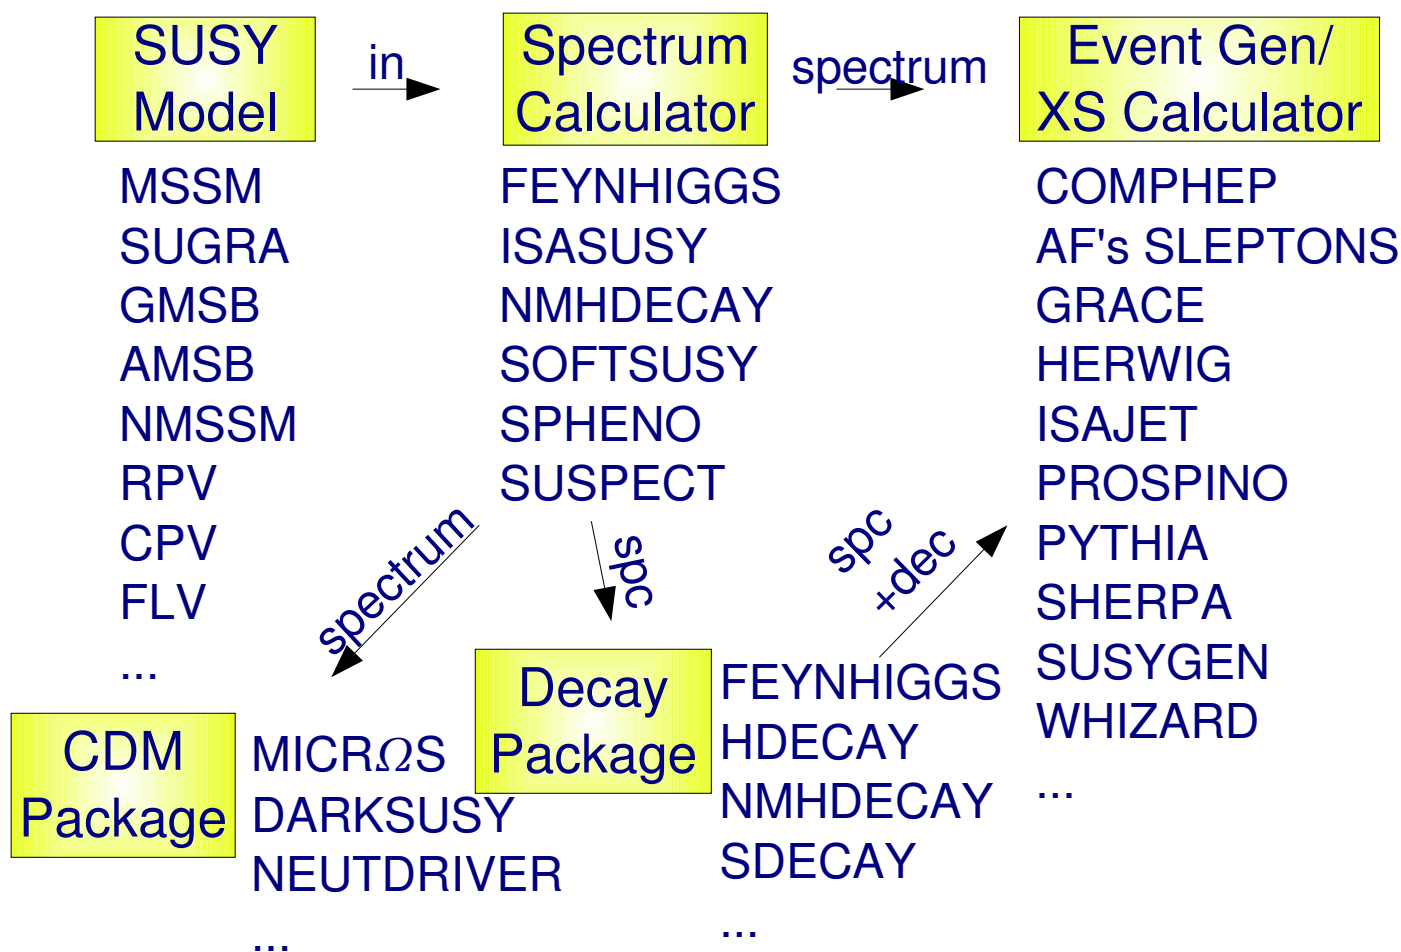 SUSY
Model
in
Spectrum
Calculator
spectrum
Event Gen/
XS Calculator
MSSM
SUGRA
GMSB
AMSB
NMSSM
RPV
CPV
FLV
...
FEYNHIGGS
ISASUSY
NMHDECAY
SOFTSUSY
SPHENO
SUSPECT
COMPHEP
AF's SLEPTONS
GRACE
HERWIG
ISAJET
PROSPINO
PYTHIA
SHERPA
SUSYGEN
WHIZARD
...
spectrum
spc
spc
+dec
CDM
Package
MICRΩS
DARKSUSY
NEUTDRIVER
...
Decay
Package
FEYNHIGGS
HDECAY
NMHDECAY
SDECAY
...